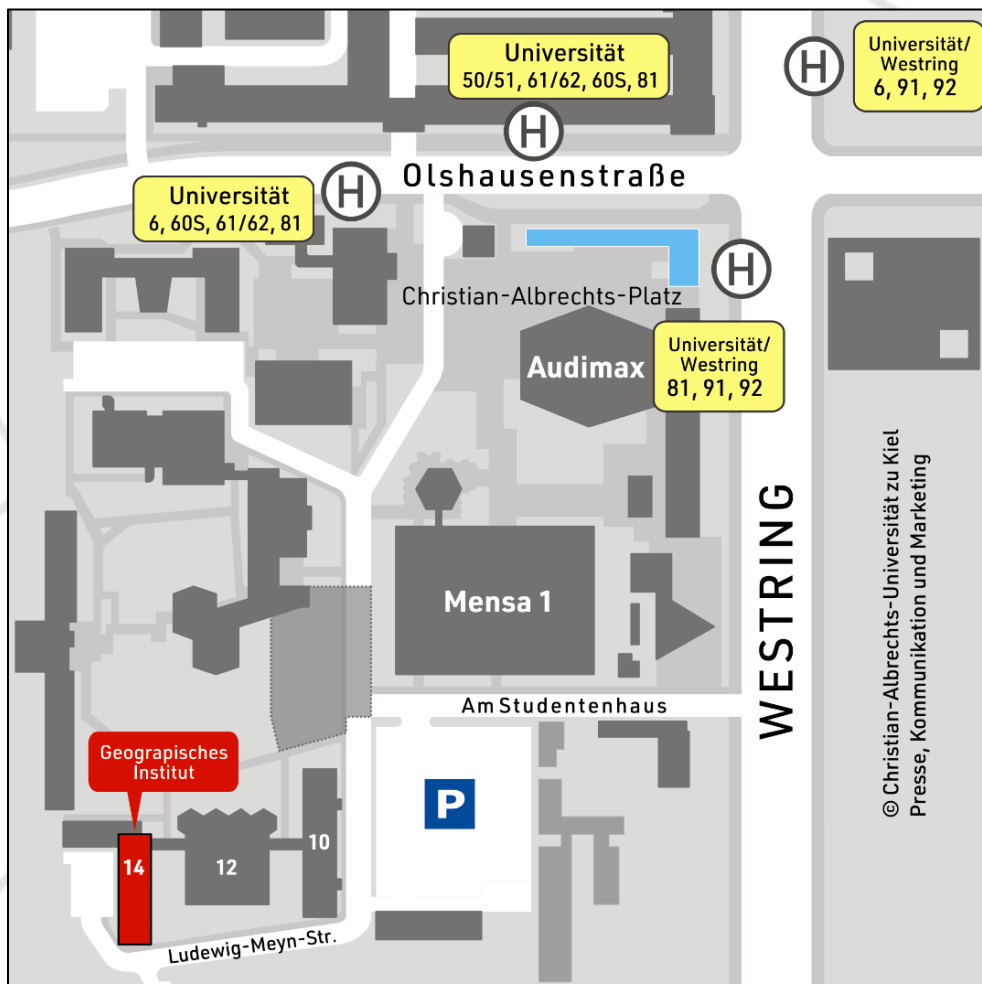 Universität
50/51, 61/62, 60S, 81
H
H
Universität/
Westring
6, 91, 92
Olshausenstraße
Universität
6, 60S, 61/62, 81
H
H
Christian-Albrechts-Platz
Audimax
Universität/
Westring
81, 91, 92
Mensa 1
WESTRING
© Christian-Albrechts-Universität zu Kiel
Presse, Kommunikation und Marketing
Am Studentenhaus
Geograpisches
Institut
P
10
14
12
Ludewig-Meyn-Str.